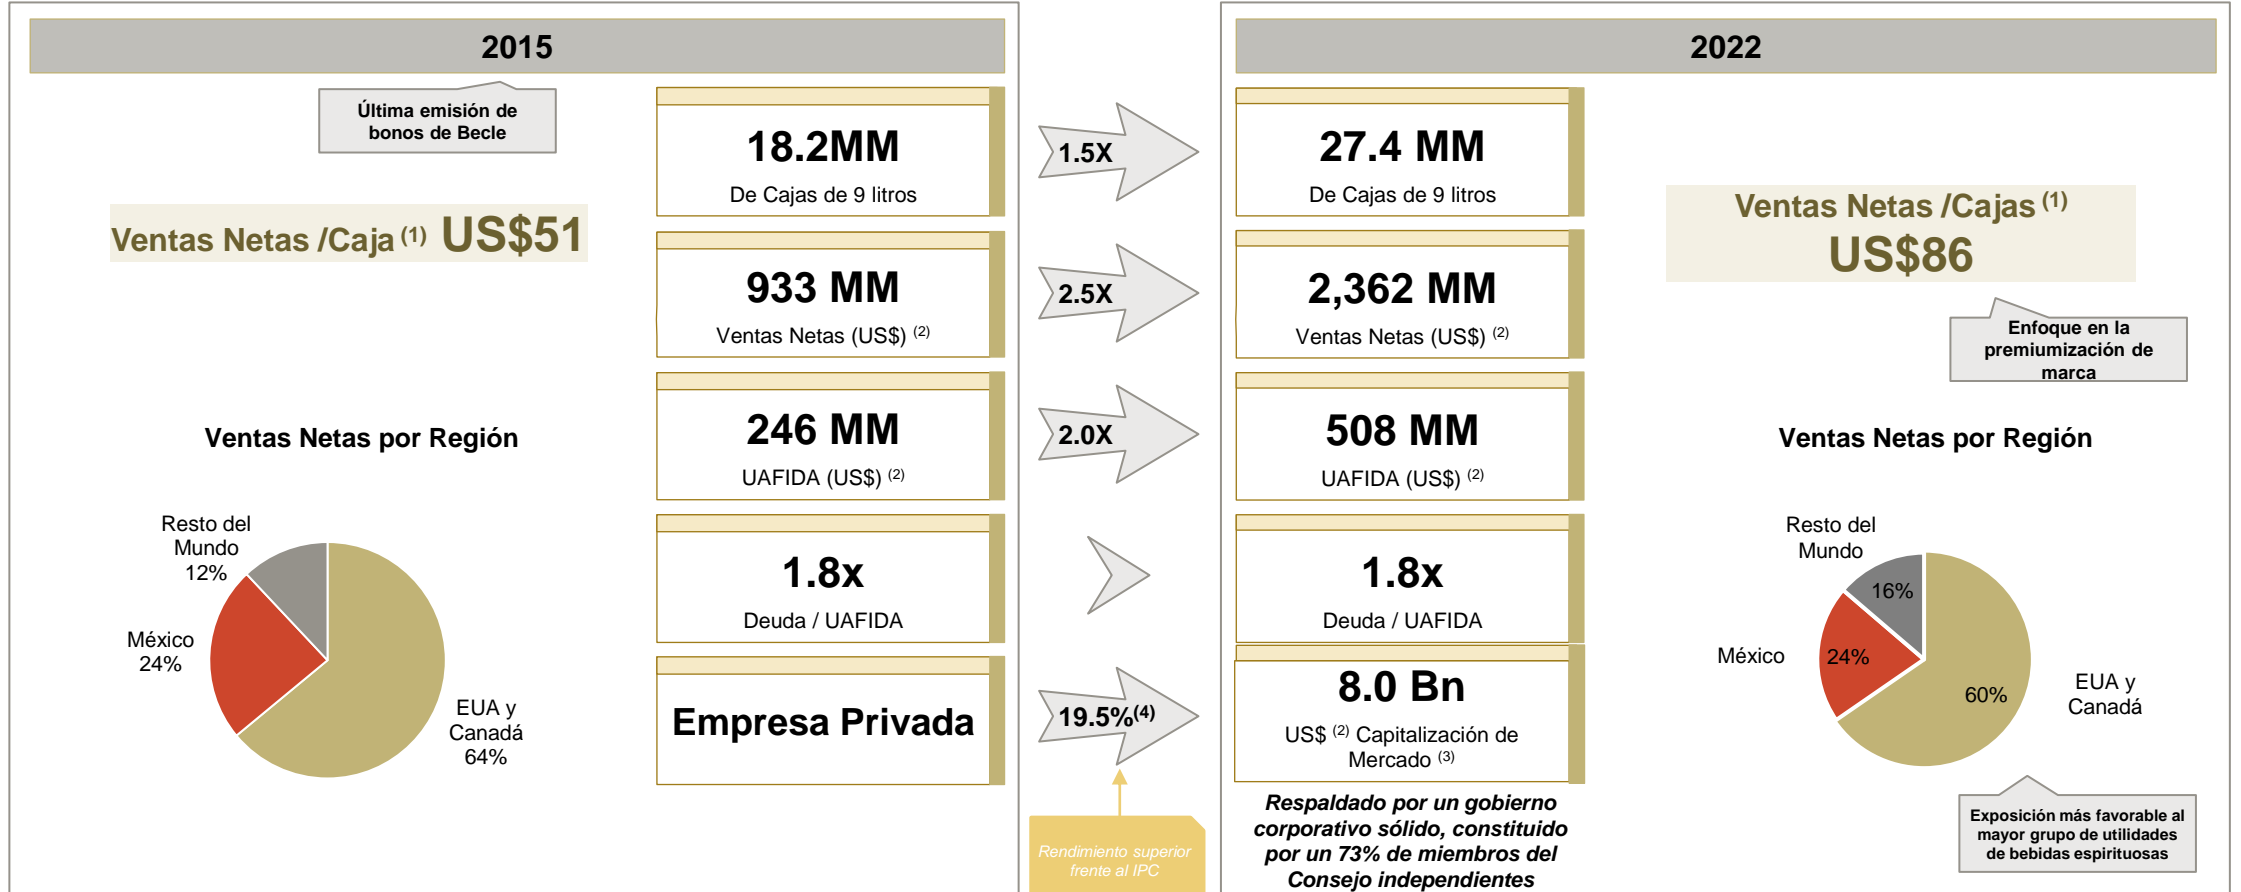 2015
Última emisión de
bonos de Becle
Ventas Netas /Caja (1) US$51
18.2MM
De Cajas de 9 litros
933 MM
Ventas Netas (US$) (2)
246 MM
UAFIDA (US$) (2)
1.8x
Deuda / UAFIDA
Empresa Privada
Ventas Netas por Región
Resto del
Mundo
12%
México
24%
EUA y
Canadá
64%
1.5X
2.5X
2.0X
19.5%(4)
Rendimiento superior
frente al IPC
2022
27.4 MM
De Cajas de 9 litros
2,362 MM
Ventas Netas (US$) (2)
508 MM
UAFIDA (US$) (2)
1.8x
Deuda / UAFIDA
8.0 Bn
US$ (2) Capitalización de
Mercado (3)
Respaldado por un gobierno
corporativo sólido, constituido
por un 73% de miembros del
Consejo independientes
Ventas Netas /Cajas (1)
US$86
Enfoque en la
premiumización de
marca
Ventas Netas por Región
Resto del
Mundo
16%
México
24%
60%
EUA y
Canadá
Exposición más favorable al
mayor grupo de utilidades
de bebidas espirituosas